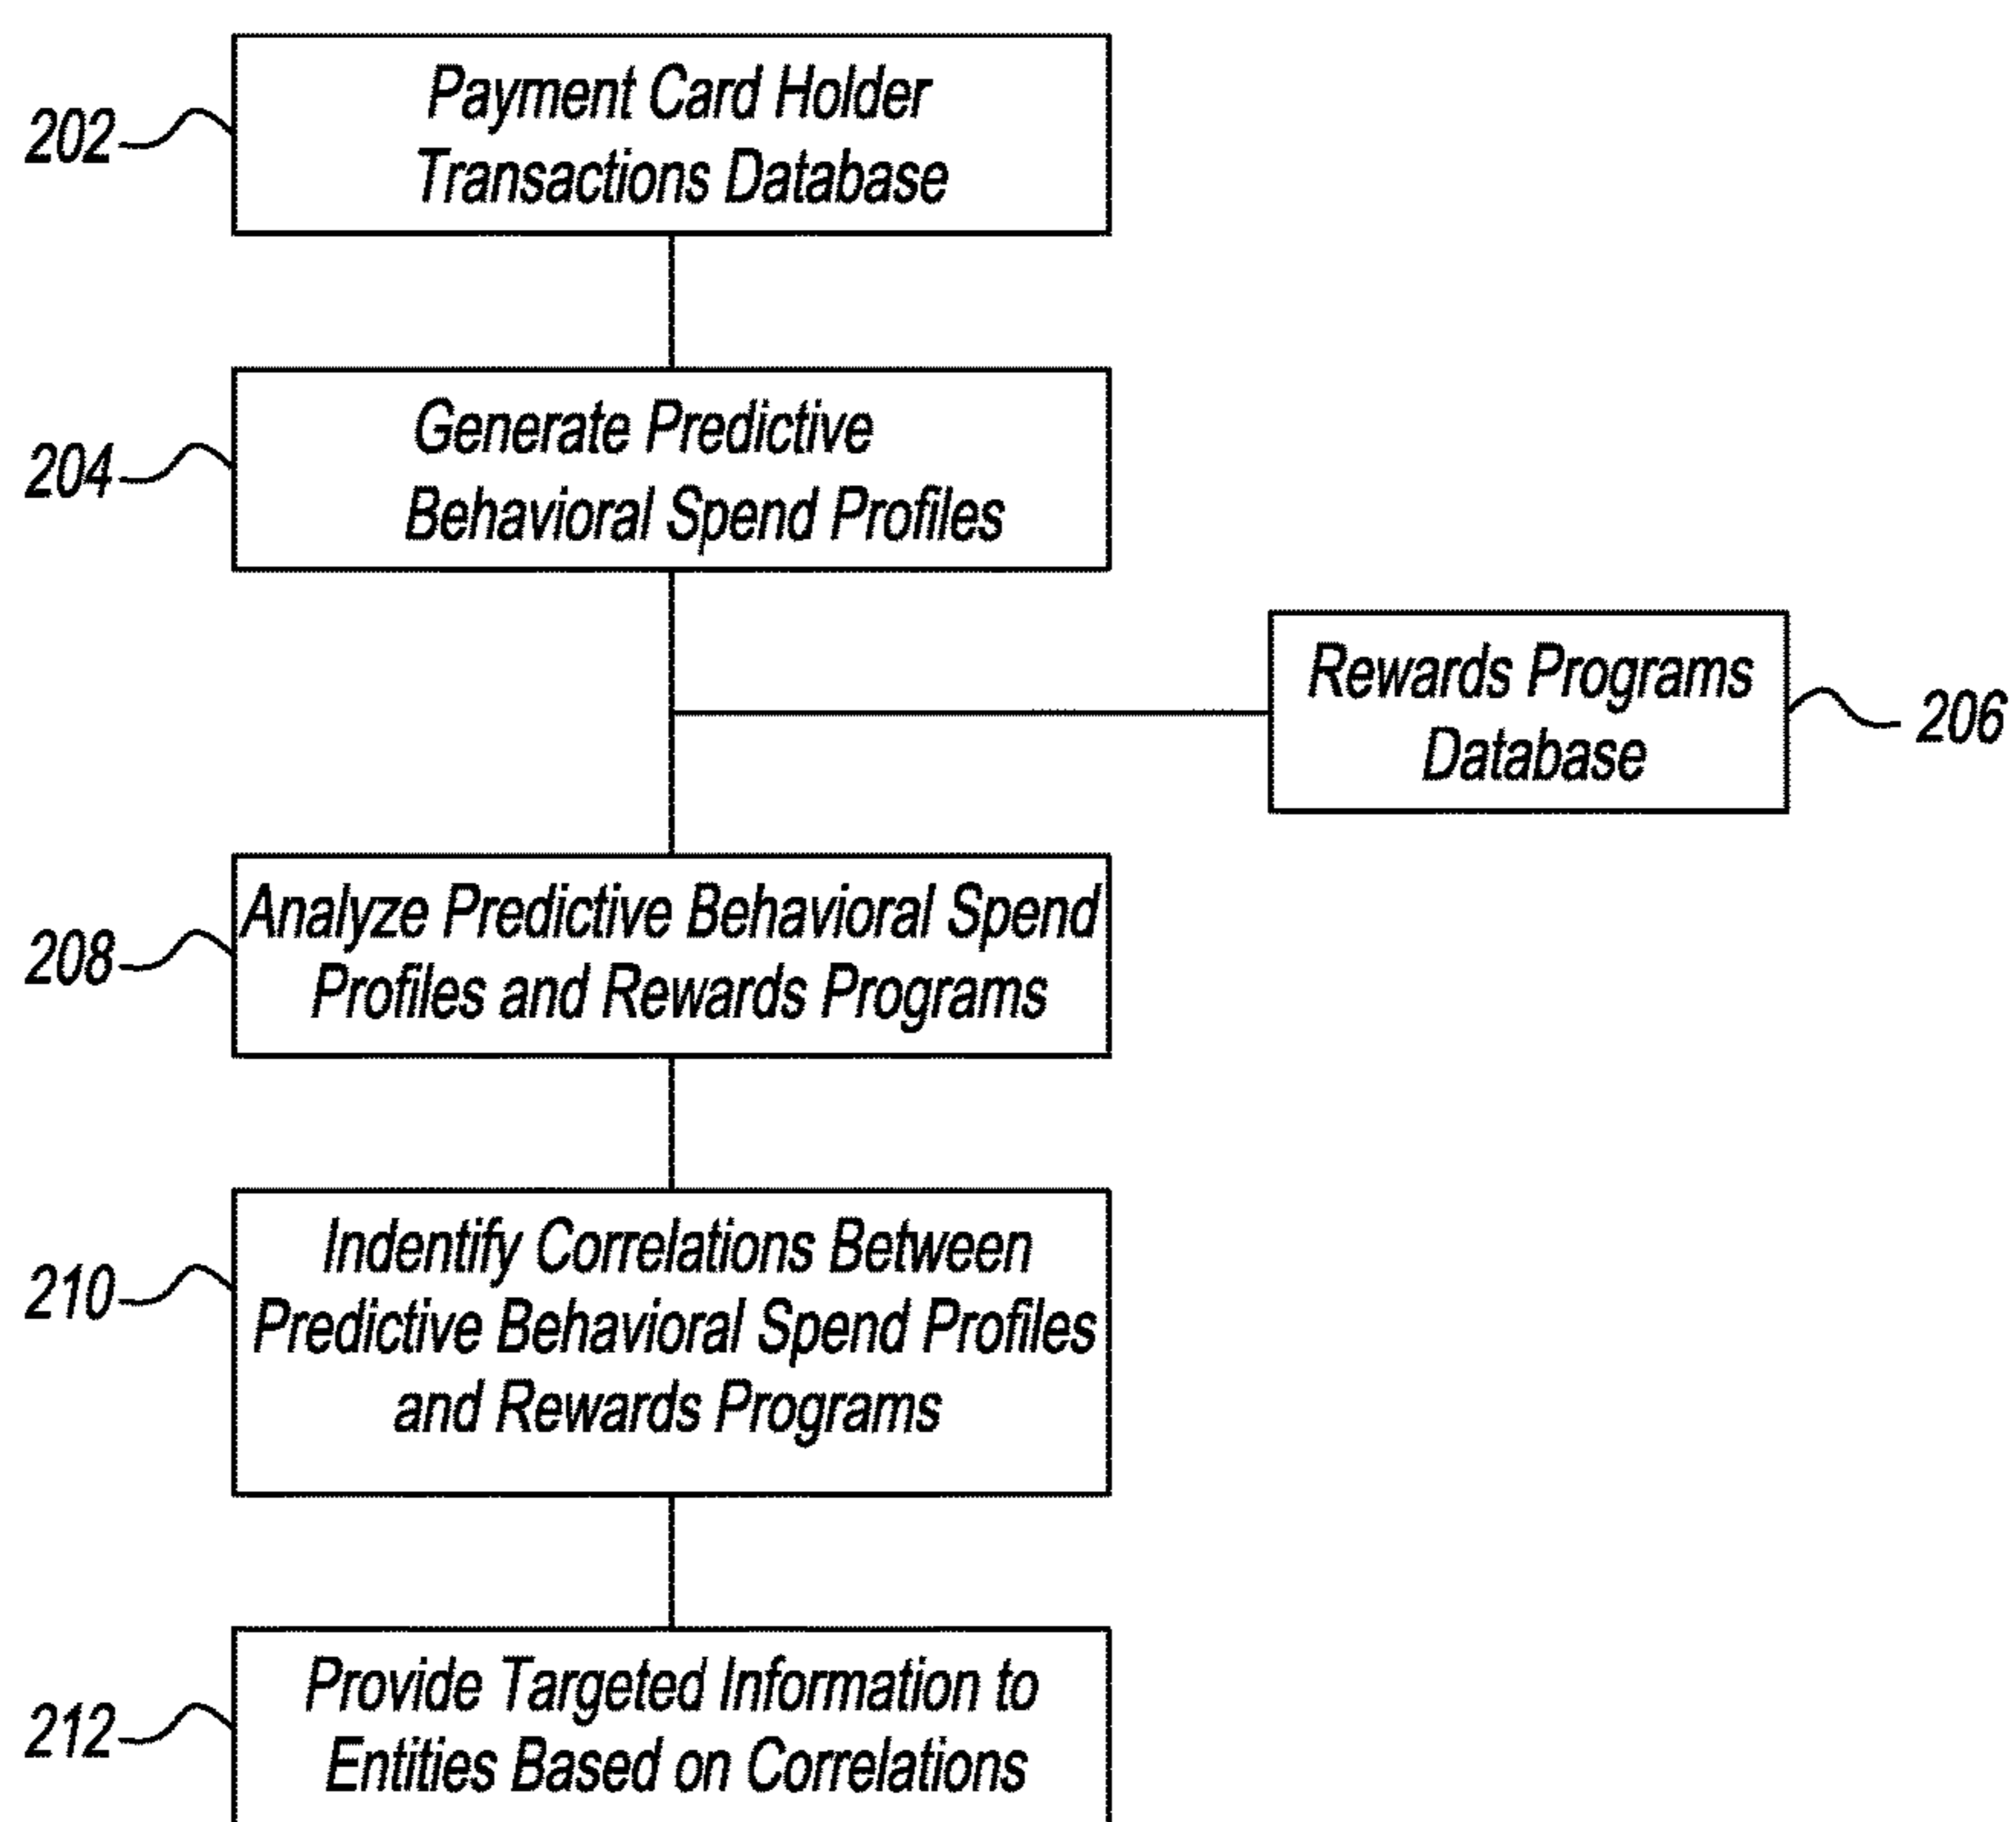 202
Payment Card Holder
Transactions Database
204
Generate Predictive
Behavioral Spend Profiles
Rewards Programs
Database
206
208
Analyze Predictive Behavioral Spend
Profiles and Rewards Programs
210
Indentify Correlations Between
Predictive Behavioral Spend Profiles
and Rewards Programs
212
Provide Targeted Information to
Entities Based on Correlations